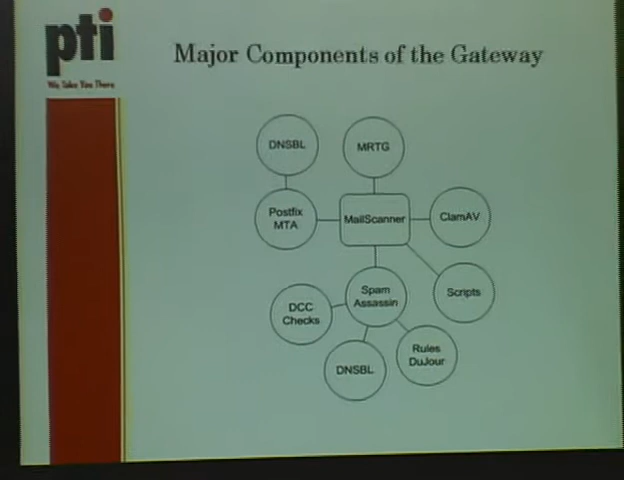 pti
We Take You There
Major Components of the Gateway
DNSBL
MRTG
Postfix
MTA
MailScanner
ClamAV
Spam
Assassin
Scripts
DCC
Checks
Rules
DuJour
DNSBL